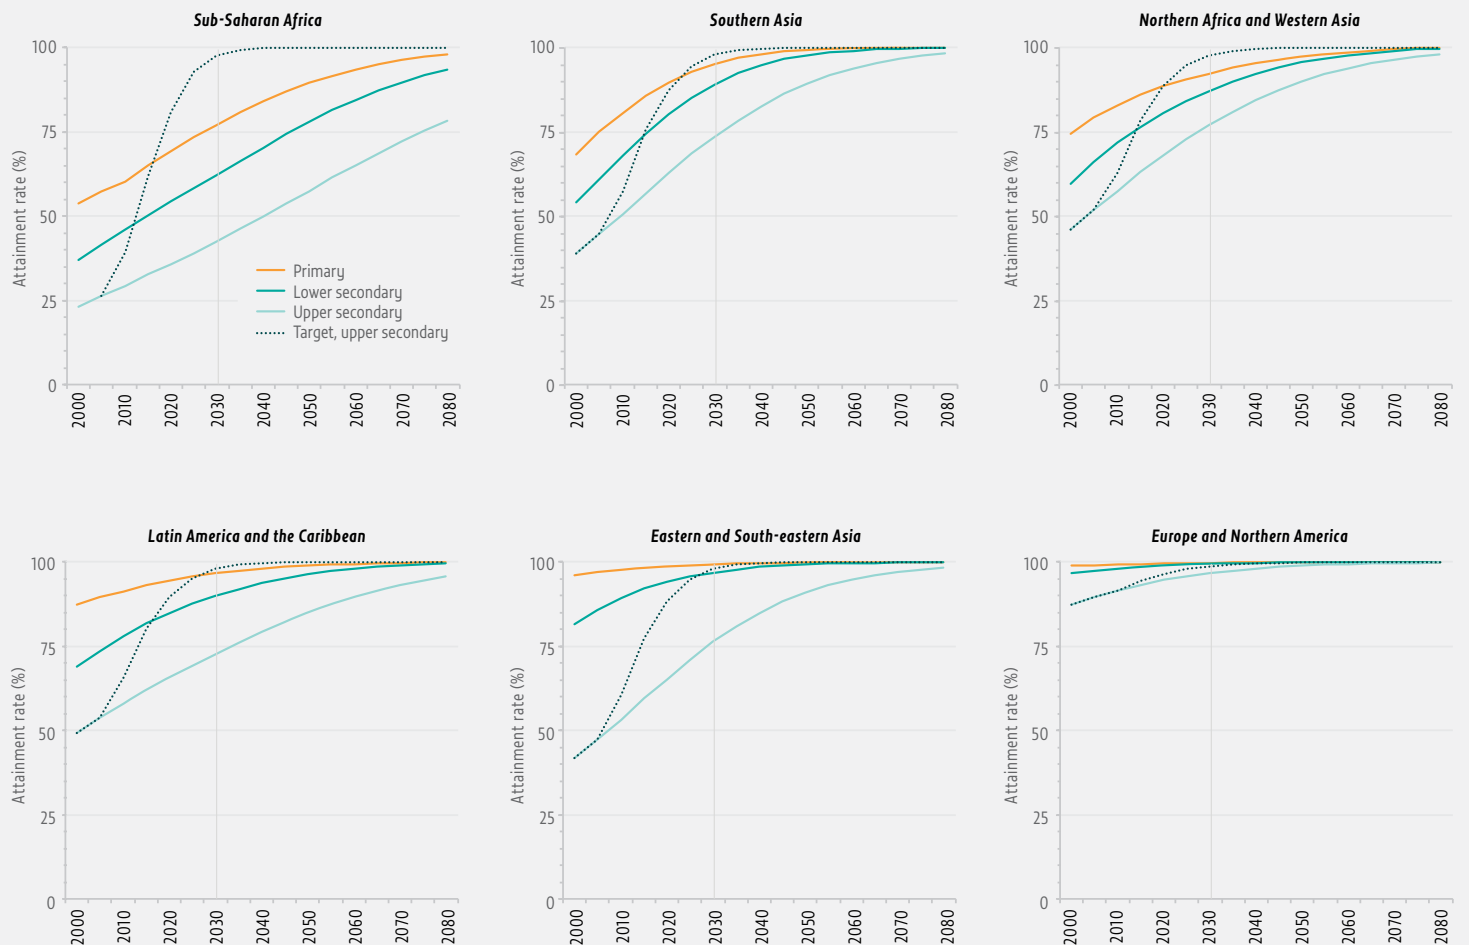 Sub-Saharan Africa
100
75
50
25
0
Attainment rate (%)
Primary
Lower secondary
Upper secondary
Target, upper secondary
2000 2010 2020 2030 2040 2050 2060 2070 2080
Southern Asia
100
75
50
25
0
Attainment rate (%)
2000 2010 2020 2030 2040 2050 2060 2070 2080
Northern Africa and Western Asia
100
75
50
25
0
Attainment rate (%)
2000 2010 2020 2030 2040 2050 2060 2070 2080
Latin America and the Caribbean
100
75
50
25
0
Attainment rate (%)
2000 2010 2020 2030 2040 2050 2060 2070 2080
Eastern and South-eastern Asia
100
75
50
25
0
Attainment rate (%)
2000 2010 2020 2030 2040 2050 2060 2070 2080
Europe and Northern America
100
75
50
25
0
Attainment rate (%)
2000 2010 2020 2030 2040 2050 2060 2070 2080